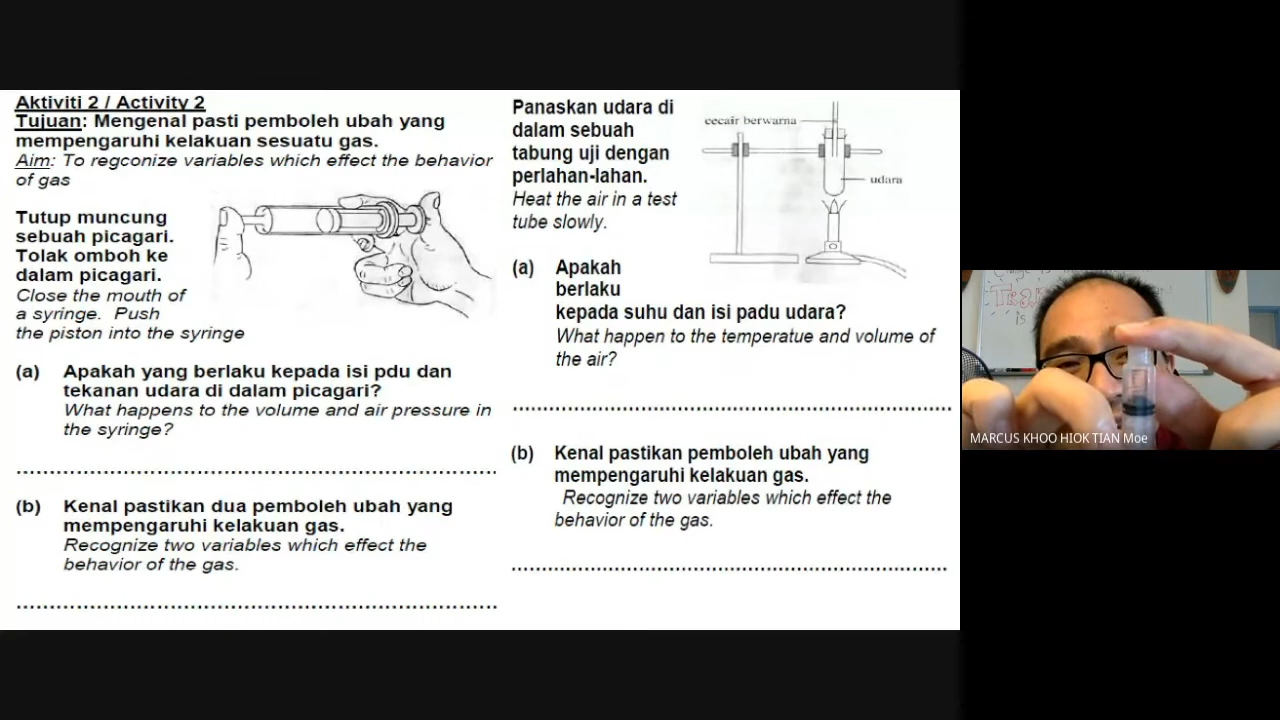 Aktiviti 2 / Activity 2
Tujuan: Mengenal pasti pemboleh ubah yang
mempengaruhi kelakuan sesuatu gas.
Aim: To regconize variables which effect the behavior
of gas
Tutup muncung
sebuah picagari.
Tolak omboh ke
dalam picagari.
Close the mouth of
a syringe. Push
the piston into the syringe
(a) Apakah yang berlaku kepada isi pdu dan
tekanan udara di dalam picagari?
What happens to the volume and air pressure in
the syringe?
(b) Kenal pastikan dua pemboleh ubah yang
mempengaruhi kelakuan gas.
Recognize two variables which effect the
behavior of the gas.
Panaskan udara di
dalam sebuah
tabung uji dengan
perlahan-lahan.
Heat the air in a test
tube slowly.
cecair berwarna
udara
(a) Apakah
berlaku
kepada suhu dan isi padu udara?
What happen to the temperatue and volume of
the air?
(b) Kenal pastikan pemboleh ubah yang
mempengaruhi kelakuan gas.
Recognize two variables which effect the
behavior of the gas.
is
MARCUS KHOO HIOK TIAN Moe